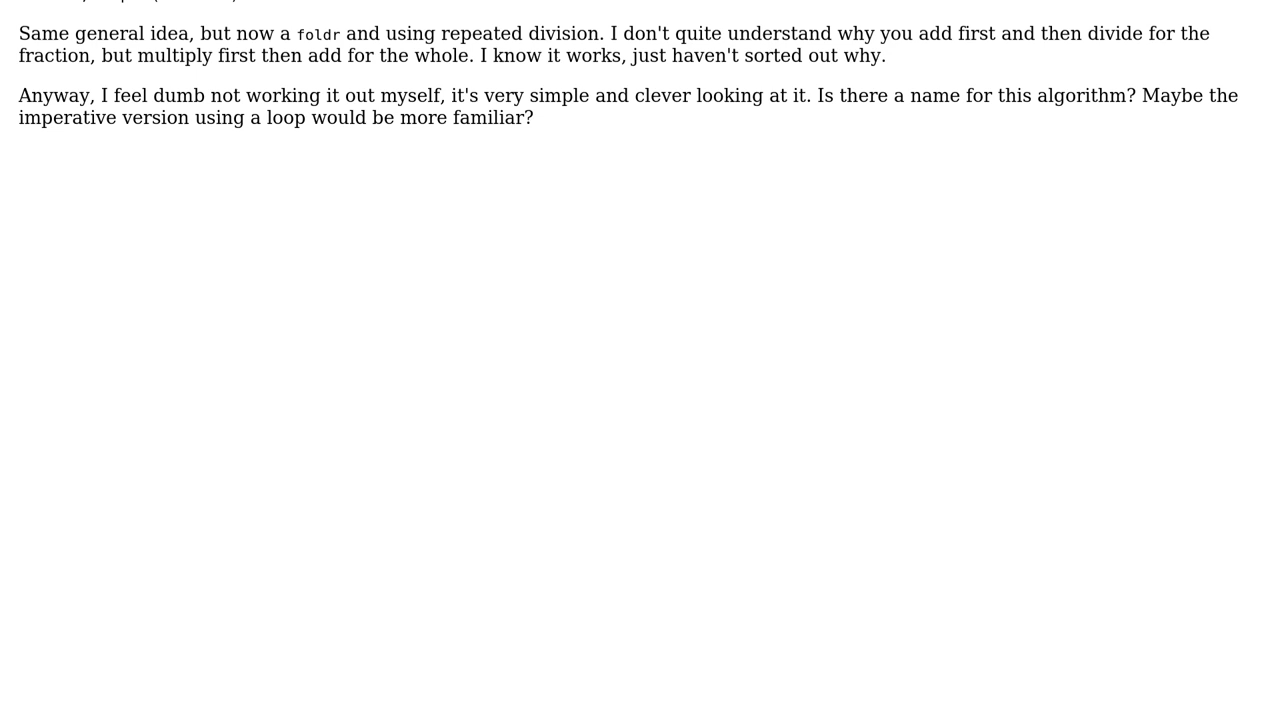 Same general idea, but now a foldr and using repeated division. I don't quite understand why you add first and then divide for the
fraction, but multiply first then add for the whole. I know it works, just haven't sorted out why.
Anyway, I feel dumb not working it out myself, it's very simple and clever looking at it. Is there a name for this algorithm? Maybe the
imperative version using a loop would be more familiar?